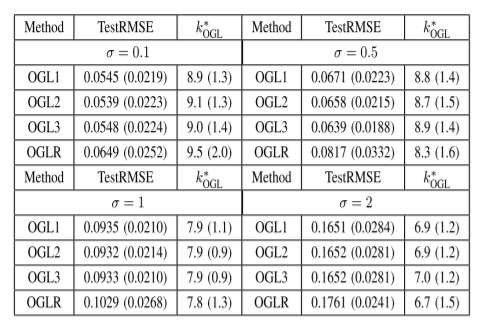 Method TestRMSE k*OGL Method TestRMSE k*OGL
σ = 0.1 σ = 0.5
OGL1 0.0545 (0.0219) 8.9 (1.3) OGL1 0.0671 (0.0223) 8.8 (1.4)
OGL2 0.0539 (0.0223) 9.1 (1.3) OGL2 0.0658 (0.0215) 8.7 (1.5)
OGL3 0.0548 (0.0224) 9.0 (1.4) OGL3 0.0639 (0.0188) 8.9 (1.4)
OGLR 0.0649 (0.0252) 9.5 (2.0) OGLR 0.0817 (0.0332) 8.3 (1.6)
Method TestRMSE k*OGL Method TestRMSE k*OGL
σ = 1 σ = 2
OGL1 0.0935 (0.0210) 7.9 (1.1) OGL1 0.1651 (0.0284) 6.9 (1.2)
OGL2 0.0932 (0.0214) 7.9 (0.9) OGL2 0.1652 (0.0281) 6.9 (1.2)
OGL3 0.0933 (0.0210) 7.9 (0.9) OGL3 0.1652 (0.0281) 7.0 (1.2)
OGLR 0.1029 (0.0268) 7.8 (1.3) OGLR 0.1761 (0.0241) 6.7 (1.5)